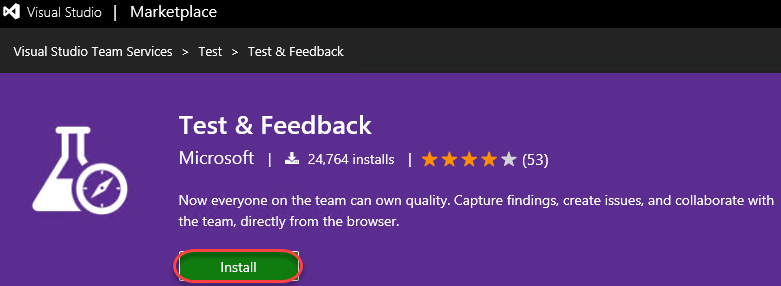 Visual Studio | Marketplace
Visual Studio Team Services > Test > Test & Feedback
Test & Feedback
Microsoft | 24,764 installs | (53)
Now everyone on the team can own quality. Capture findings, create issues, and collaborate with
the team, directly from the browser.
Install